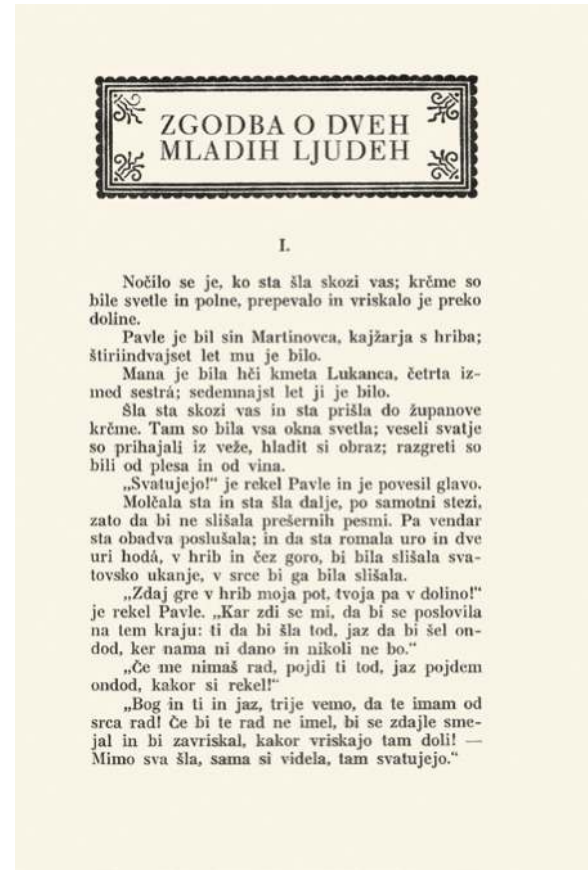 ZGODBA O DVEH
MLADIH LJUDEH
I.
Nočilo se je, ko sta šla skozi vas; krčme so
bile svetle in polne, prepevalo in vriskalo je preko
doline.
Pavle je bil sin Martinovca, kajžarja s hriba;
štiriindvajset let mu je bilo.
Mana je bila hči kmeta Lukanca, četrta iz-
med sestrá; sedemnajst let ji je bilo.
Šla sta skozi vas in sta prišla do županove
krčme. Tam so bila vsa okna svetla; veseli svatje
so prihajali iz veže, hladit si obraz; razgreti so
bili od plesa in od vina.
„Svatujejo!“ je rekel Pavle in je povesil glavo.
Molčala sta in sta šla dalje, po samotni stezi,
zato da bi ne slišala prešernih pesmi. Pa vendar
sta obadva poslušala; in da sta romala uro in dve
uri hodá, v hrib in čez goro, bi bila slišala sva-
tovsko ukanje, v srce bi ga bila slišala.
„Zdaj gre v hrib moja pot, tvoja pa v dolino!“
je rekel Pavle. „Kar zdi se mi, da bi se poslovila
na tem kraju: ti da bi šla tod, jaz da bi šel on-
dod, ker nama ni dano in nikoli ne bo.“
„Če me nimaš rad, pojdi ti tod, jaz pojdem
ondod, kakor si rekel!“
„Bog in ti in jaz, trije vemo, da te imam od
srca rad! Če bi te rad ne imel, bi se zdajle sme-
jal in bi zavriskal, kakor vriskajo tam doli! —
Mimo sva šla, sama si videla, tam svatujejo.“